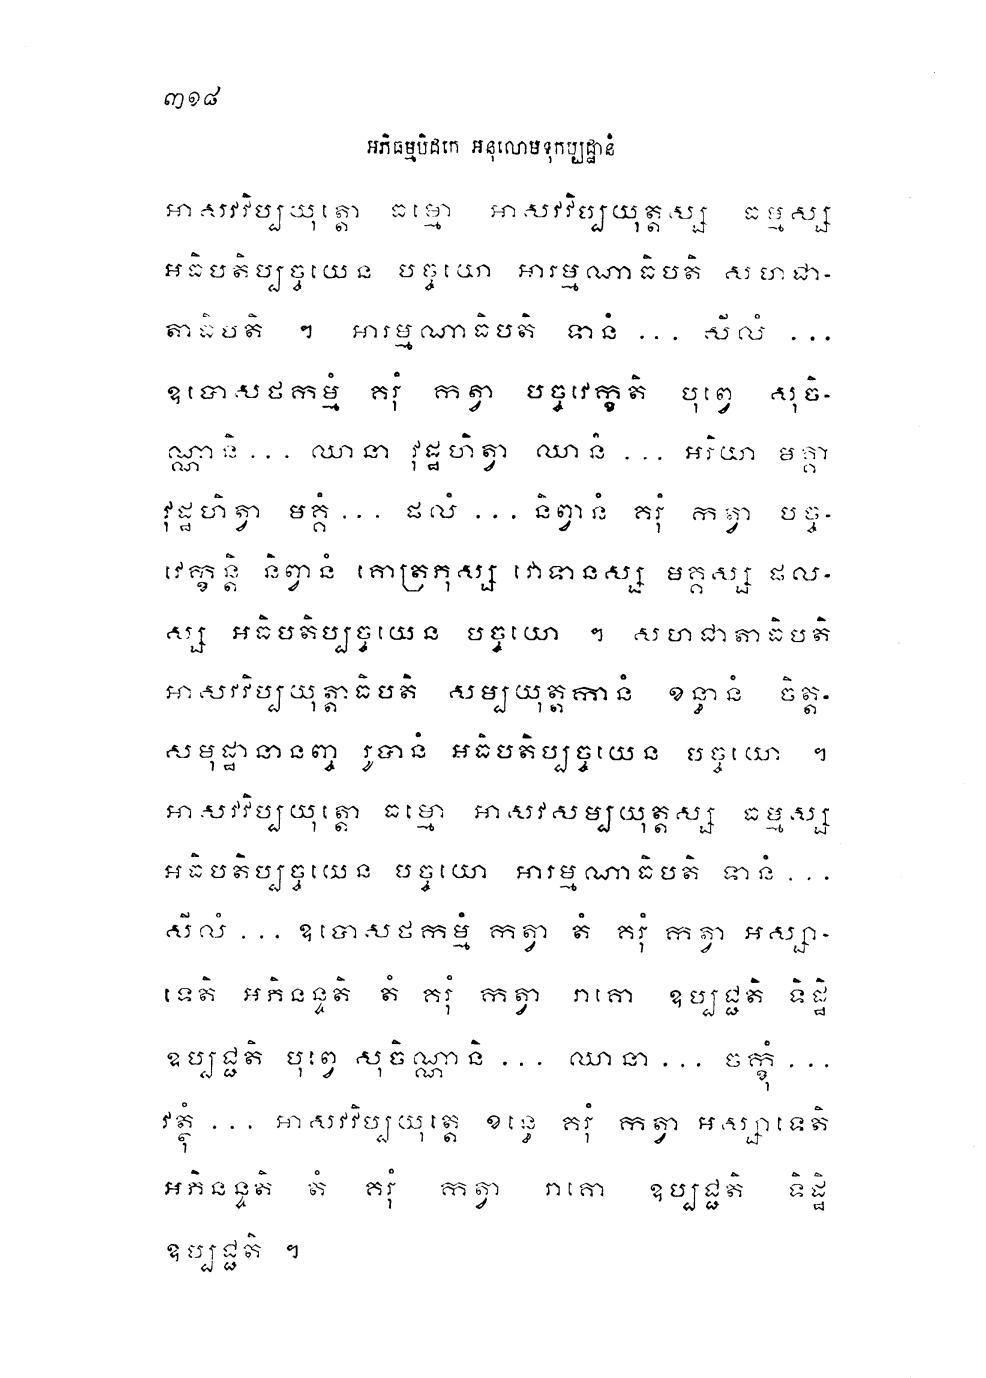 ៣១៨
អភិធម្មបិដកេ អនុលោមទុកប្បដ្ឋានំ
អាសវវិប្បយុត្តោ ធម្មោ អាសវវិប្បយុត្តស្ស ធម្មស្ស
អធិបតិប្បច្ចយេន បច្ចយោ អារម្មណាធិបតិ សហជា-
តាធិបតិ ។ អារម្មណាធិបតិ ទានំ ... សីលំ ...
ឧបោសថកម្មំ គរុំ កត្វា បច្ចវេក្ខតិ បុព្វេ សុចិ-
ណ្ណានិ ... ឈានា វុដ្ឋហិត្វា ឈានំ ... អរិយា មគ្គា
វុដ្ឋហិត្វា មគ្គំ ... ផលំ ... និព្វានំ គរុំ កត្វា បច្ច-
វេក្ខន្តិ និព្វានំ គោត្រភុស្ស វោទានស្ស មគ្គស្ស ផល-
ស្ស អធិបតិប្បច្ចយេន បច្ចយោ ។ សហជាតាធិបតិ
អាសវវិប្បយុត្តាធិបតិ សម្បយុត្តកានំ ខន្ធានំ ចិត្ត-
សមុដ្ឋានានញ្ច រូបានំ អធិបតិប្បច្ចយេន បច្ចយោ ។
អាសវវិប្បយុត្តោ ធម្មោ អាសវសម្បយុត្តស្ស ធម្មស្ស
អធិបតិប្បច្ចយេន បច្ចយោ អារម្មណាធិបតិ ទានំ ...
សីលំ ... ឧបោសថកម្មំ កត្វា តំ គរុំ កត្វា អស្សា-
ទេតិ អភិនន្ទតិ តំ គរុំ កត្វា រាគោ ឧប្បជ្ជតិ ទិដ្ឋិ
ឧប្បជ្ជតិ បុព្វេ សុចិណ្ណានិ ... ឈានា ... ចក្ខុំ ...
វត្ថុំ ... អាសវវិប្បយុត្តេ ខន្ធេ គរុំ កត្វា អស្សាទេតិ
អភិនន្ទតិ តំ គរុំ កត្វា រាគោ ឧប្បជ្ជតិ ទិដ្ឋិ
ឧប្បជ្ជតិ ។